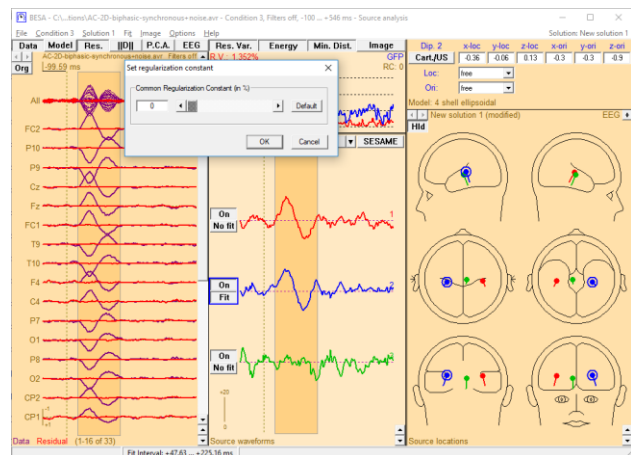 BESA - C:\...tions\AC-2D-biphasic-synchronous+noise.avr - Condition 3, Filters off, -100 ... +546 ms - Source analysis
File Condition 3 Solution 1 Fit Image Options Help
Solution: New solution 1
Data Model Res. ||D|| P.C.A. EEG Res. Var. Energy Min. Dist. Image
AC-2D-biphasic-synchronous+noise.avr Filters off
R.V.: 1.352% GFP
Org -99.59 ms
RC: 0
Set regularization constant
Common Regularization Constant (in %)
0 Default
OK Cancel
Dip. 2 x-loc y-loc z-loc x-ori y-ori z-ori
Cart./US -0.36 -0.06 0.13 -0.3 -0.3 -0.9
Loc: free
Ori: free
Model: 4 shell ellipsoidal
New solution 1 (modified) EEG
Hld
SESAME
All
FC2
P10
P9
Cz
Fz
FC1
T9
T10
F4
C4
P7
O1
P8
O2
CP2
CP1
On
No fit
1
On
Fit
2
On
No fit
3
+20
0
Data Residual (1-16 of 33)
Source waveforms
Source locations
Fit Interval: +47.63 ... +225.16 ms